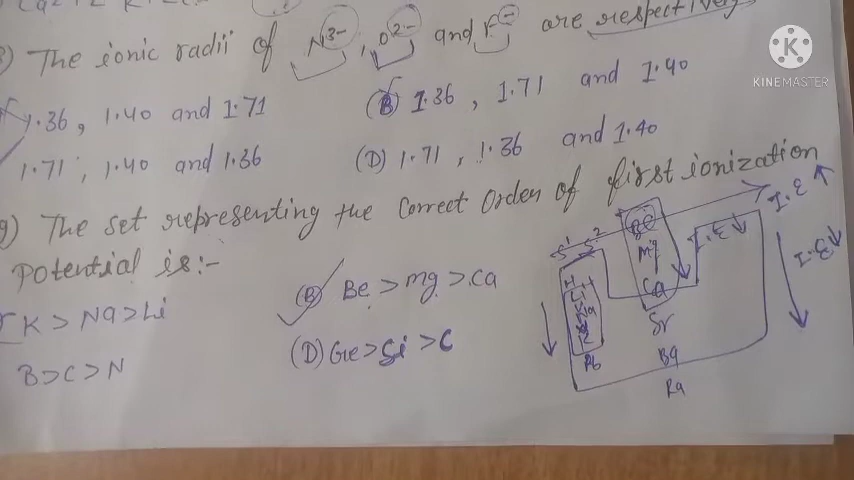 K
KINEMASTER
8) The ionic radii of N³⁻, O²⁻ and F⁻ are respectively
1.36, 1.40 and 1.71
(B) 1.36, 1.71 and 1.40
1.71, 1.40 and 1.36
(D) 1.71, 1.36 and 1.40
9) The set representing the correct order of first ionization
potential is:-
K > Na > Li
(B) Be > Mg > Ca
B > C > N
(D) Ge > Si > C
S¹ S²
I.E ↑
I.E ↓
I.E ↓
Be
Mg
Ca
Sr
Ba
Ra
Rb